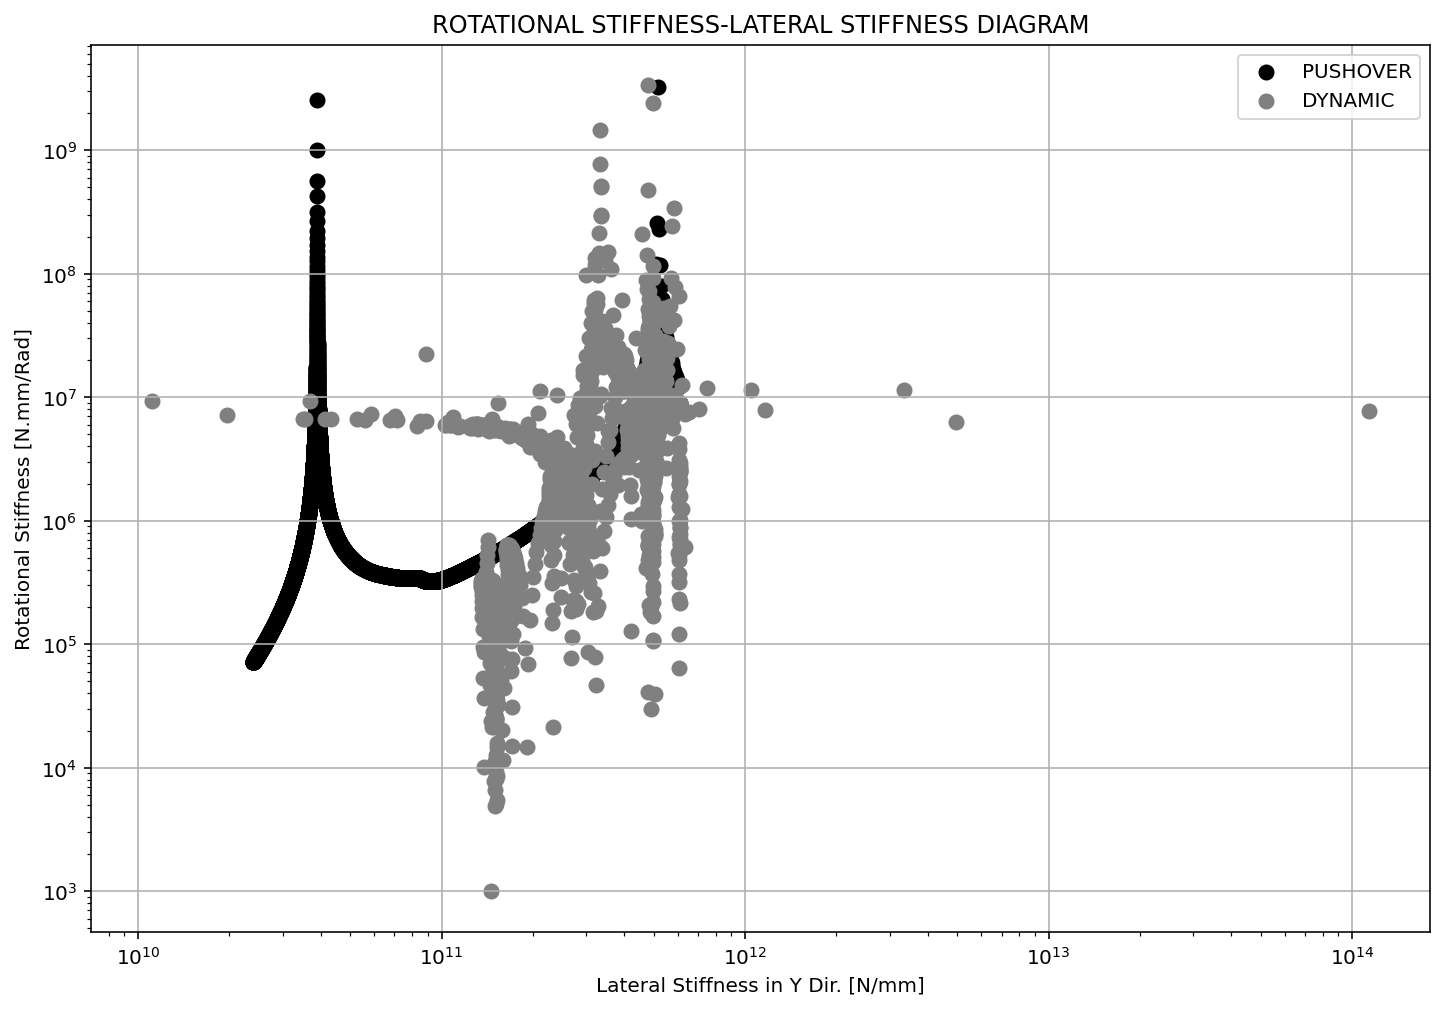 ROTATIONAL STIFFNESS-LATERAL STIFFNESS DIAGRAM
PUSHOVER
DYNAMIC
Rotational Stiffness [N.mm/Rad]
10⁹
10⁸
10⁷
10⁶
10⁵
10⁴
10³
10¹⁰ 10¹¹ 10¹² 10¹³ 10¹⁴
Lateral Stiffness in Y Dir. [N/mm]